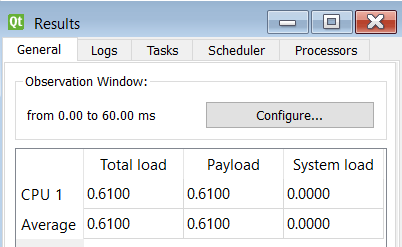 Qt Results
General Logs Tasks Scheduler Processors
Observation Window:
from 0.00 to 60.00 ms Configure...
Total load Payload System load
CPU 1 0.6100 0.6100 0.0000
Average 0.6100 0.6100 0.0000